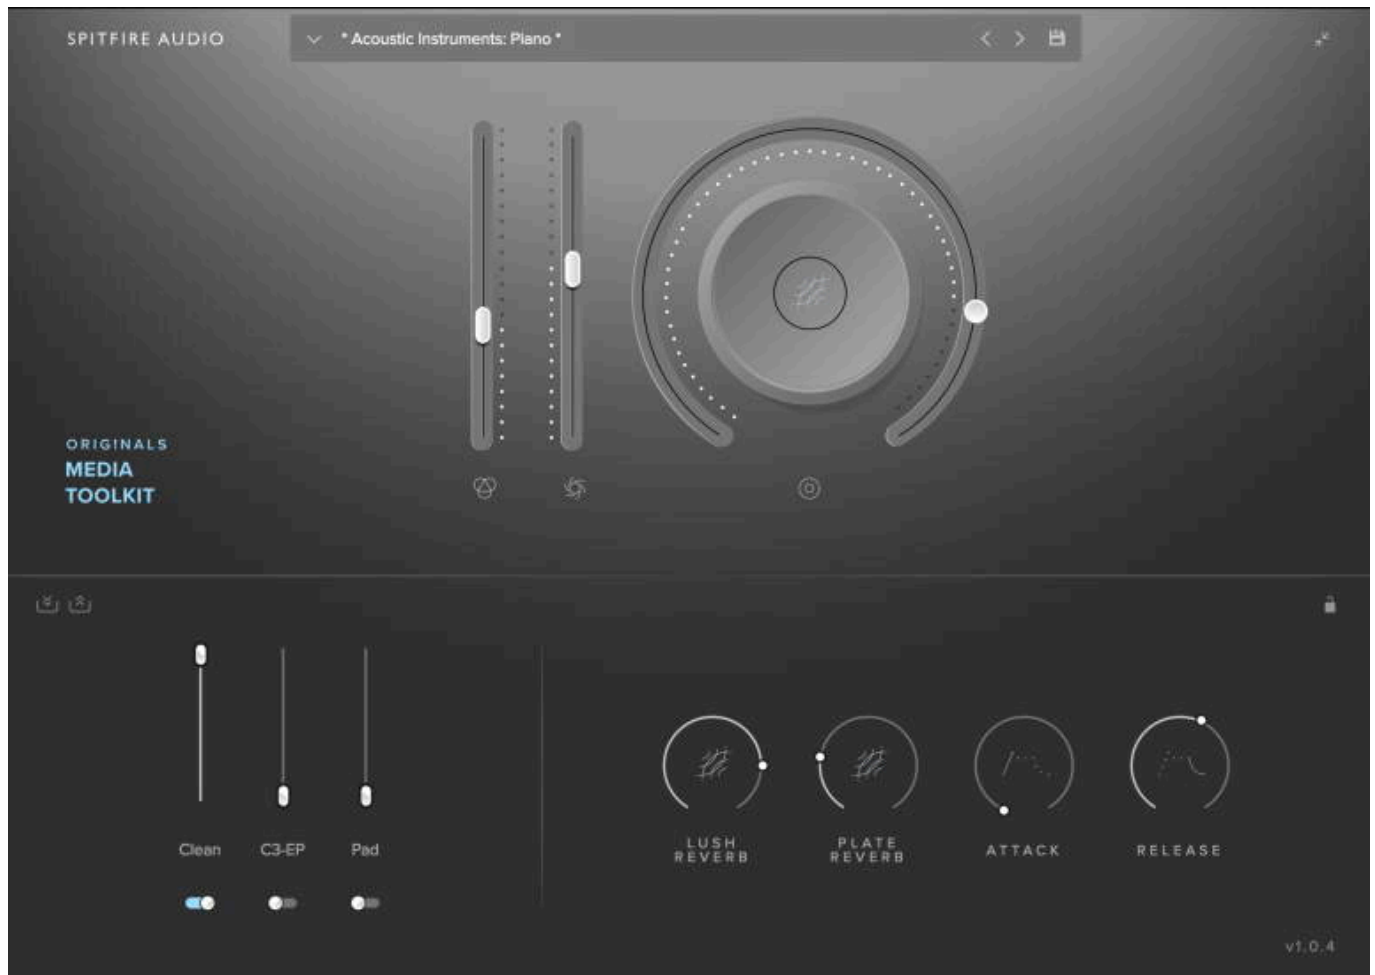 SPITFIRE AUDIO
* Acoustic Instruments: Piano *
ORIGINALS
MEDIA
TOOLKIT
Clean C3-EP Pad
LUSH REVERB
PLATE REVERB
ATTACK
RELEASE
v1.0.4